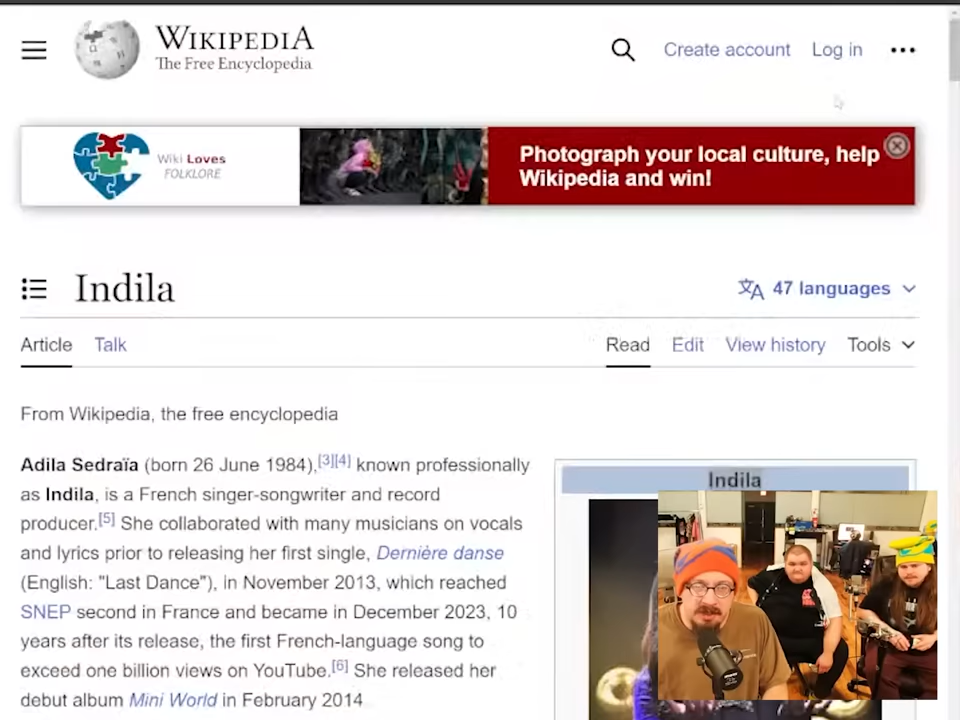 WIKIPEDIA
The Free Encyclopedia
Create account
Log in
Wiki Loves
FOLKLORE
Photograph your local culture, help
Wikipedia and win!
Indila
47 languages
Article
Talk
Read
Edit
View history
Tools
From Wikipedia, the free encyclopedia
Adila Sedraïa (born 26 June 1984),[3][4] known professionally
as Indila, is a French singer-songwriter and record
producer.[5] She collaborated with many musicians on vocals
and lyrics prior to releasing her first single, Dernière danse
(English: "Last Dance"), in November 2013, which reached
SNEP second in France and became in December 2023, 10
years after its release, the first French-language song to
exceed one billion views on YouTube.[6] She released her
debut album Mini World in February 2014
Indila